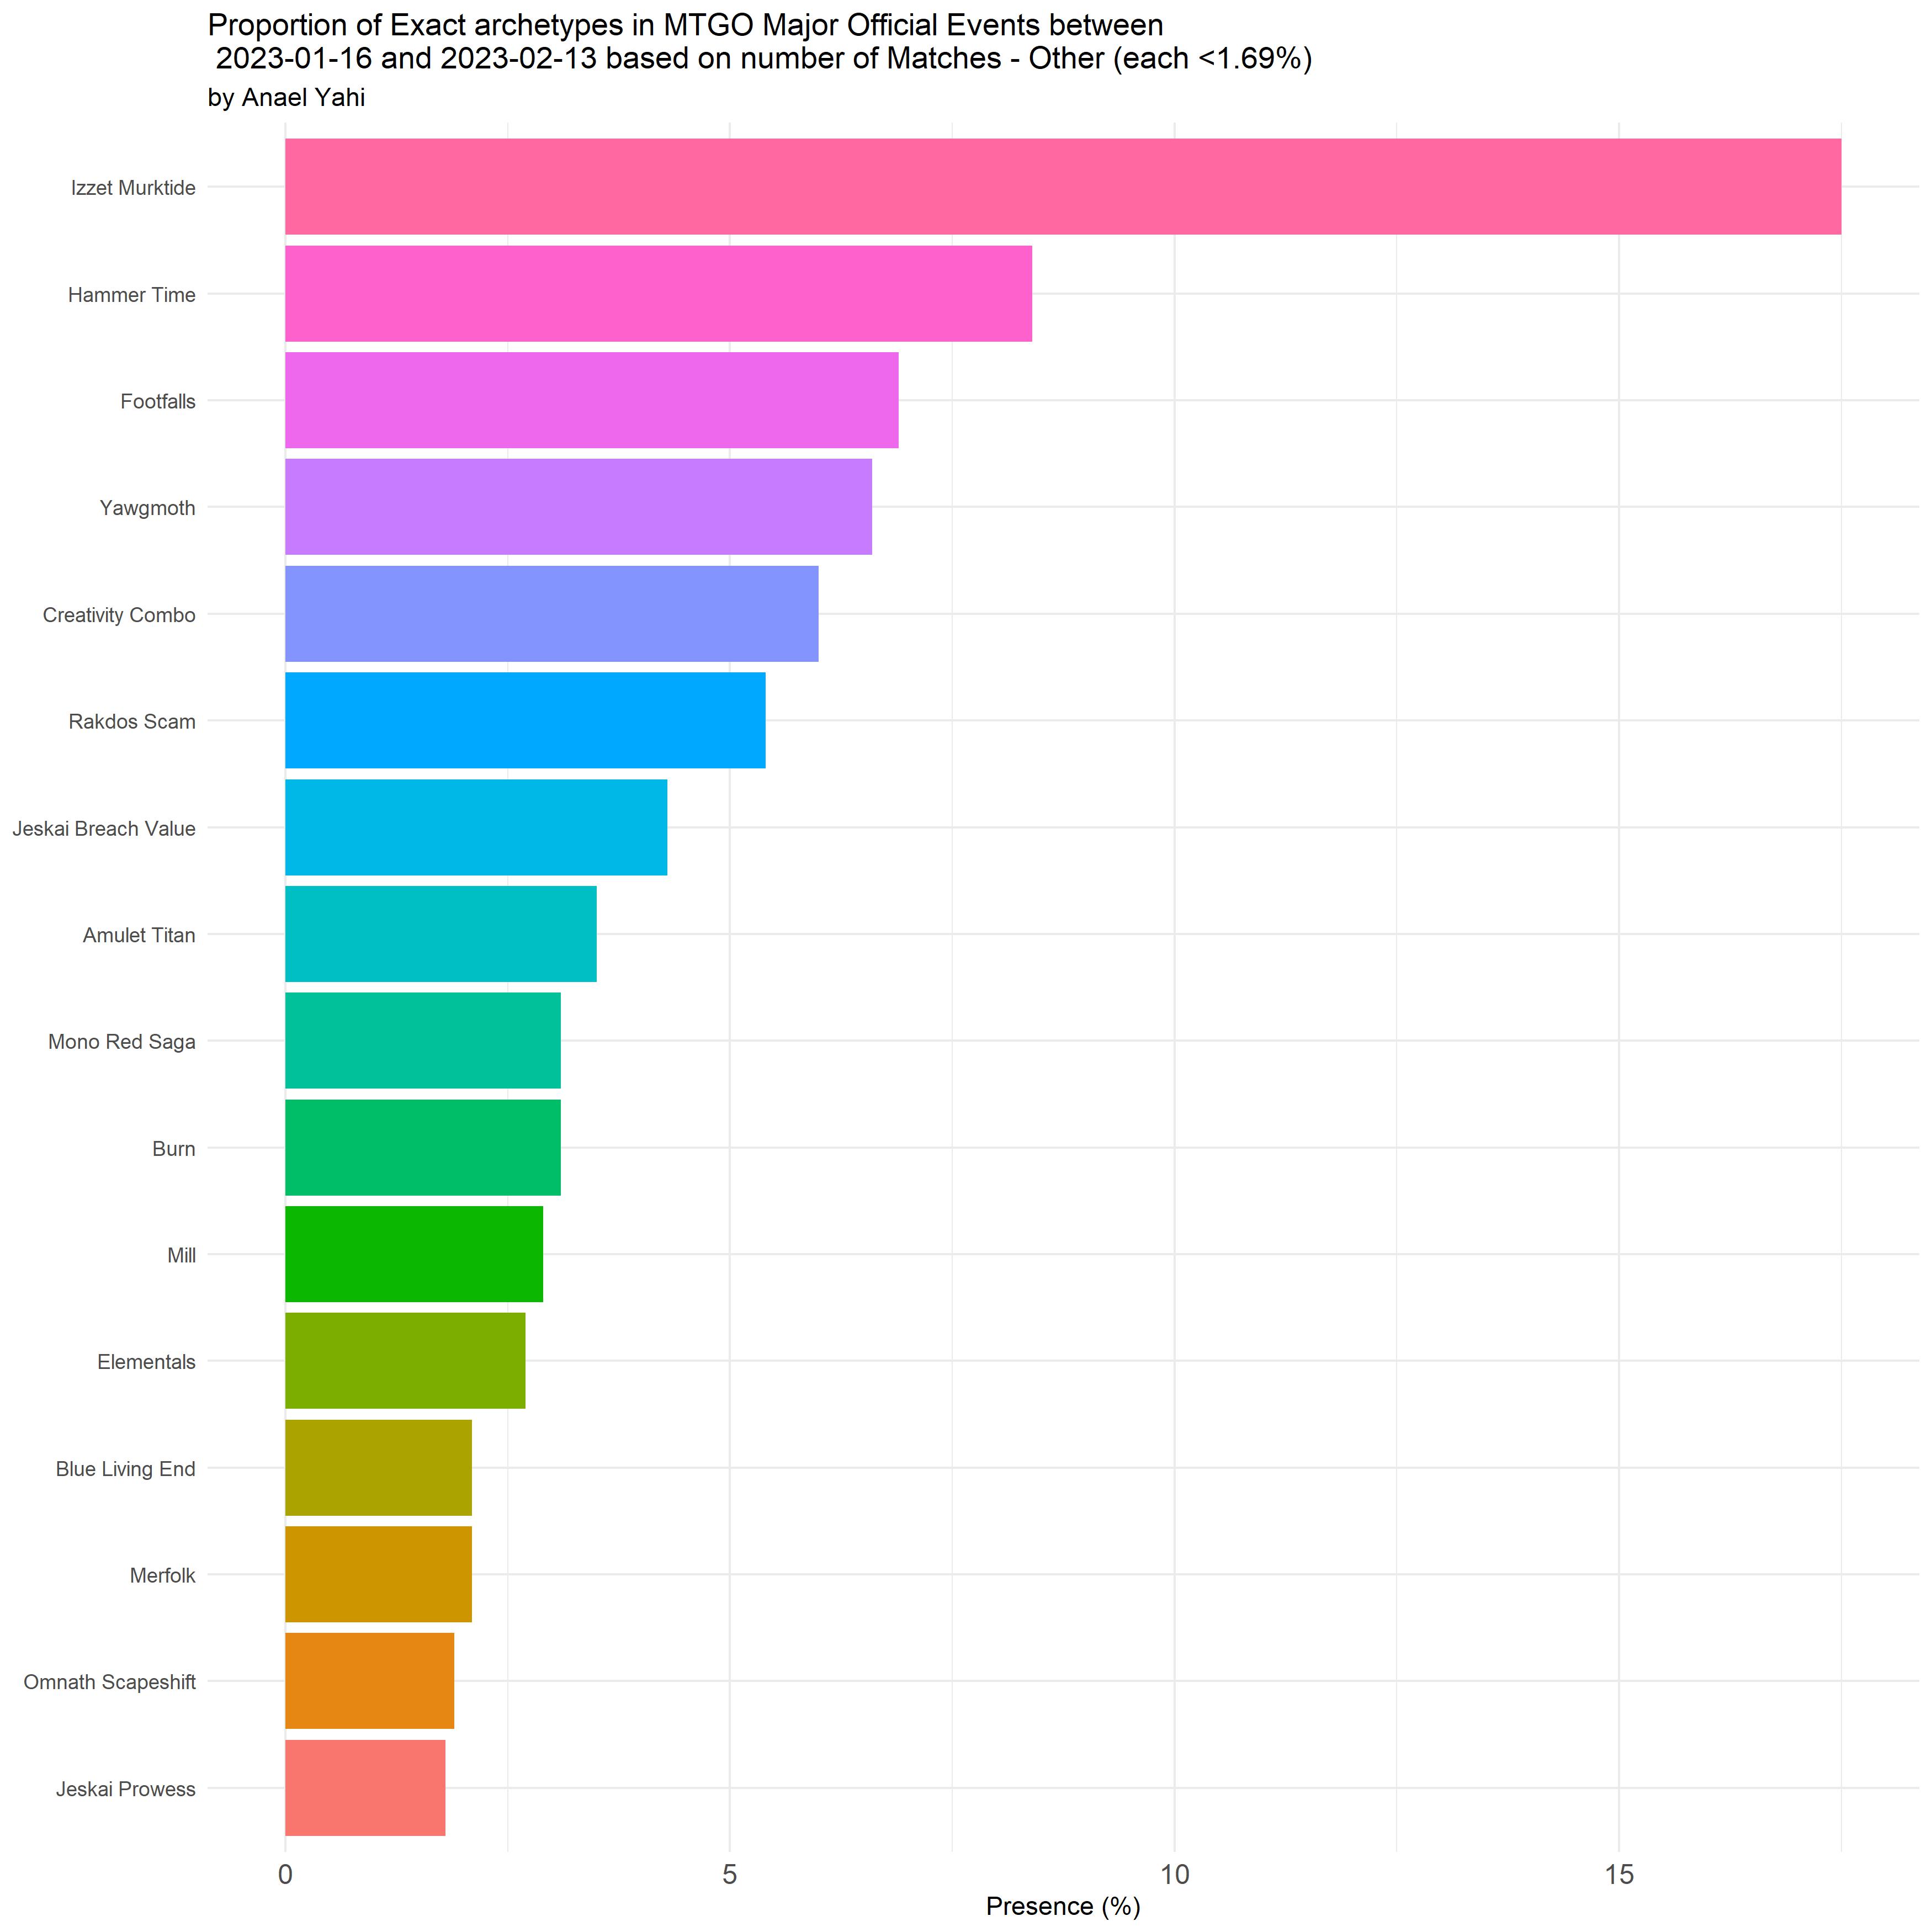 Proportion of Exact archetypes in MTGO Major Official Events between
2023-01-16 and 2023-02-13 based on number of Matches - Other (each <1.69%)
by Anael Yahi
Izzet Murktide
Hammer Time
Footfalls
Yawgmoth
Creativity Combo
Rakdos Scam
Jeskai Breach Value
Amulet Titan
Mono Red Saga
Burn
Mill
Elementals
Blue Living End
Merfolk
Omnath Scapeshift
Jeskai Prowess
0 5 10 15
Presence (%)